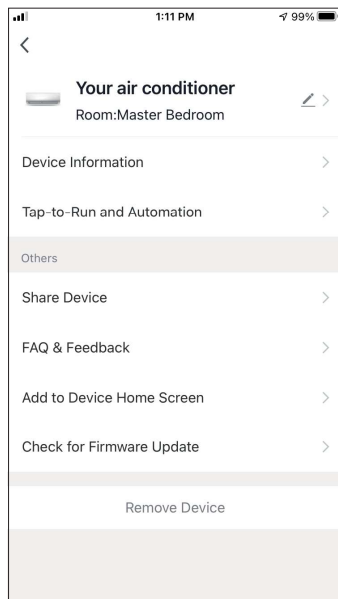 1:11 PM
99%
Your air conditioner
Room:Master Bedroom
Device Information
Tap-to-Run and Automation
Others
Share Device
FAQ & Feedback
Add to Device Home Screen
Check for Firmware Update
Remove Device